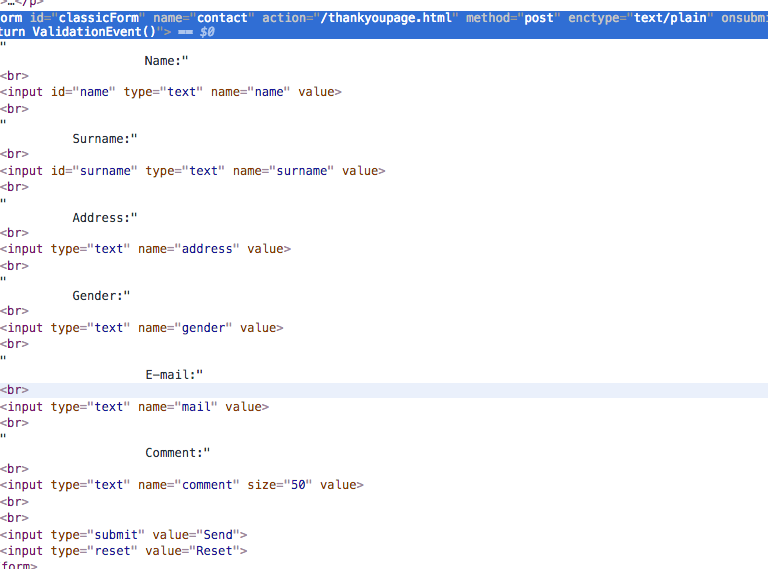 >…</p>
orm id="classicForm" name="contact" action="/thankyoupage.html" method="post" enctype="text/plain" onsubmi
turn ValidationEvent()"> == $0
"
Name:"
<br>
<input id="name" type="text" name="name" value>
<br>
"
Surname:"
<br>
<input id="surname" type="text" name="surname" value>
<br>
"
Address:"
<br>
<input type="text" name="address" value>
<br>
"
Gender:"
<br>
<input type="text" name="gender" value>
<br>
"
E-mail:"
<br>
<input type="text" name="mail" value>
<br>
"
Comment:"
<br>
<input type="text" name="comment" size="50" value>
<br>
<br>
<input type="submit" value="Send">
<input type="reset" value="Reset">
form>